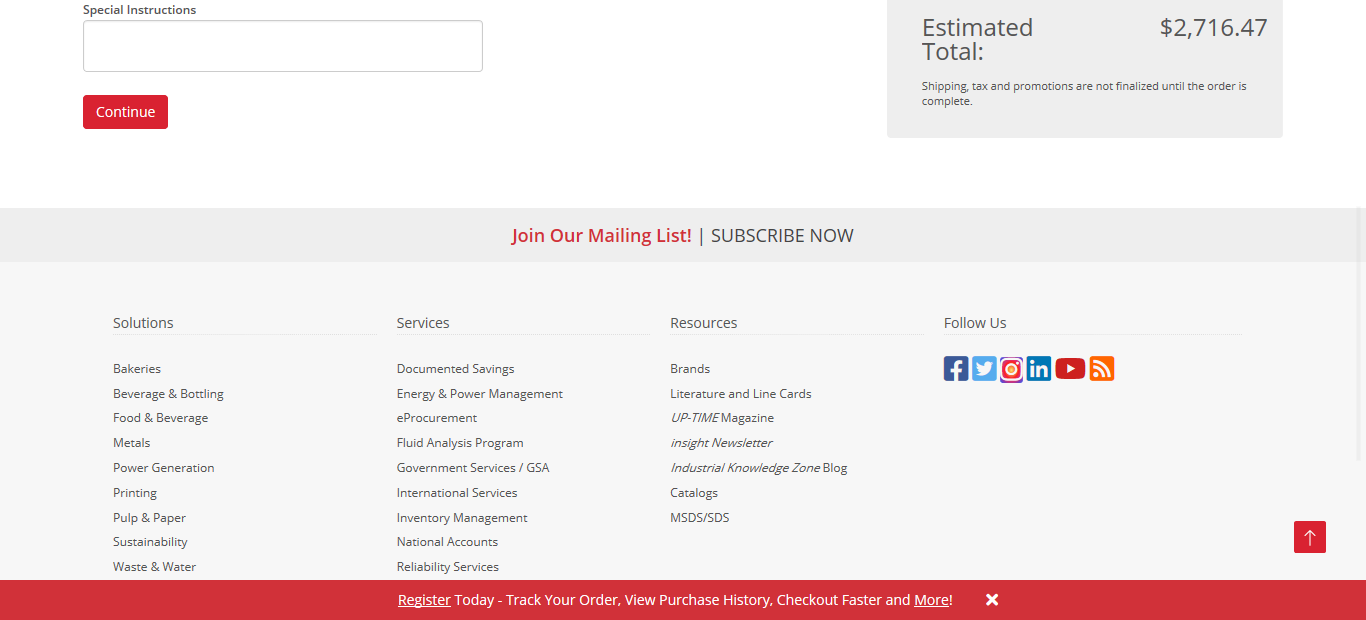 Special Instructions
Continue
Estimated Total: $2,716.47
Shipping, tax and promotions are not finalized until the order is
complete.
Join Our Mailing List! | SUBSCRIBE NOW
Solutions
Bakeries
Beverage & Bottling
Food & Beverage
Metals
Power Generation
Printing
Pulp & Paper
Sustainability
Waste & Water
Services
Documented Savings
Energy & Power Management
eProcurement
Fluid Analysis Program
Government Services / GSA
International Services
Inventory Management
National Accounts
Reliability Services
Resources
Brands
Literature and Line Cards
UP-TIME Magazine
insight Newsletter
Industrial Knowledge Zone Blog
Catalogs
MSDS/SDS
Follow Us
Register Today - Track Your Order, View Purchase History, Checkout Faster and More!